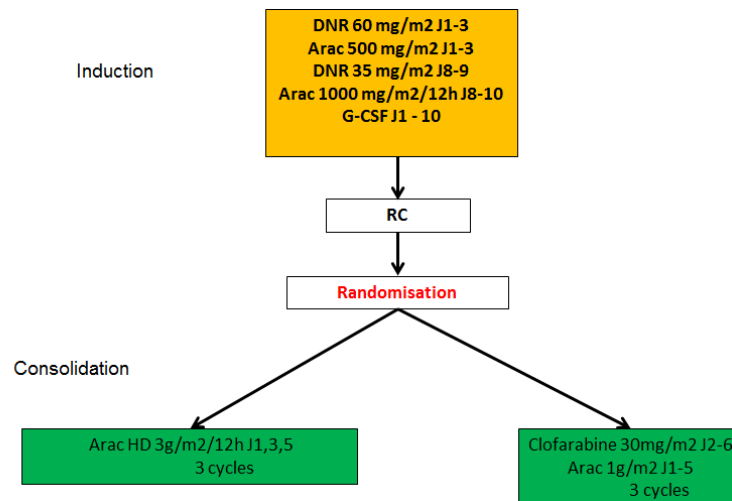 Induction
DNR 60 mg/m2 J1-3
Arac 500 mg/m2 J1-3
DNR 35 mg/m2 J8-9
Arac 1000 mg/m2/12h J8-10
G-CSF J1 - 10
RC
Randomisation
Consolidation
Arac HD 3g/m2/12h J1,3,5
3 cycles
Clofarabine 30mg/m2 J2-6
Arac 1g/m2 J1-5
3 cycles